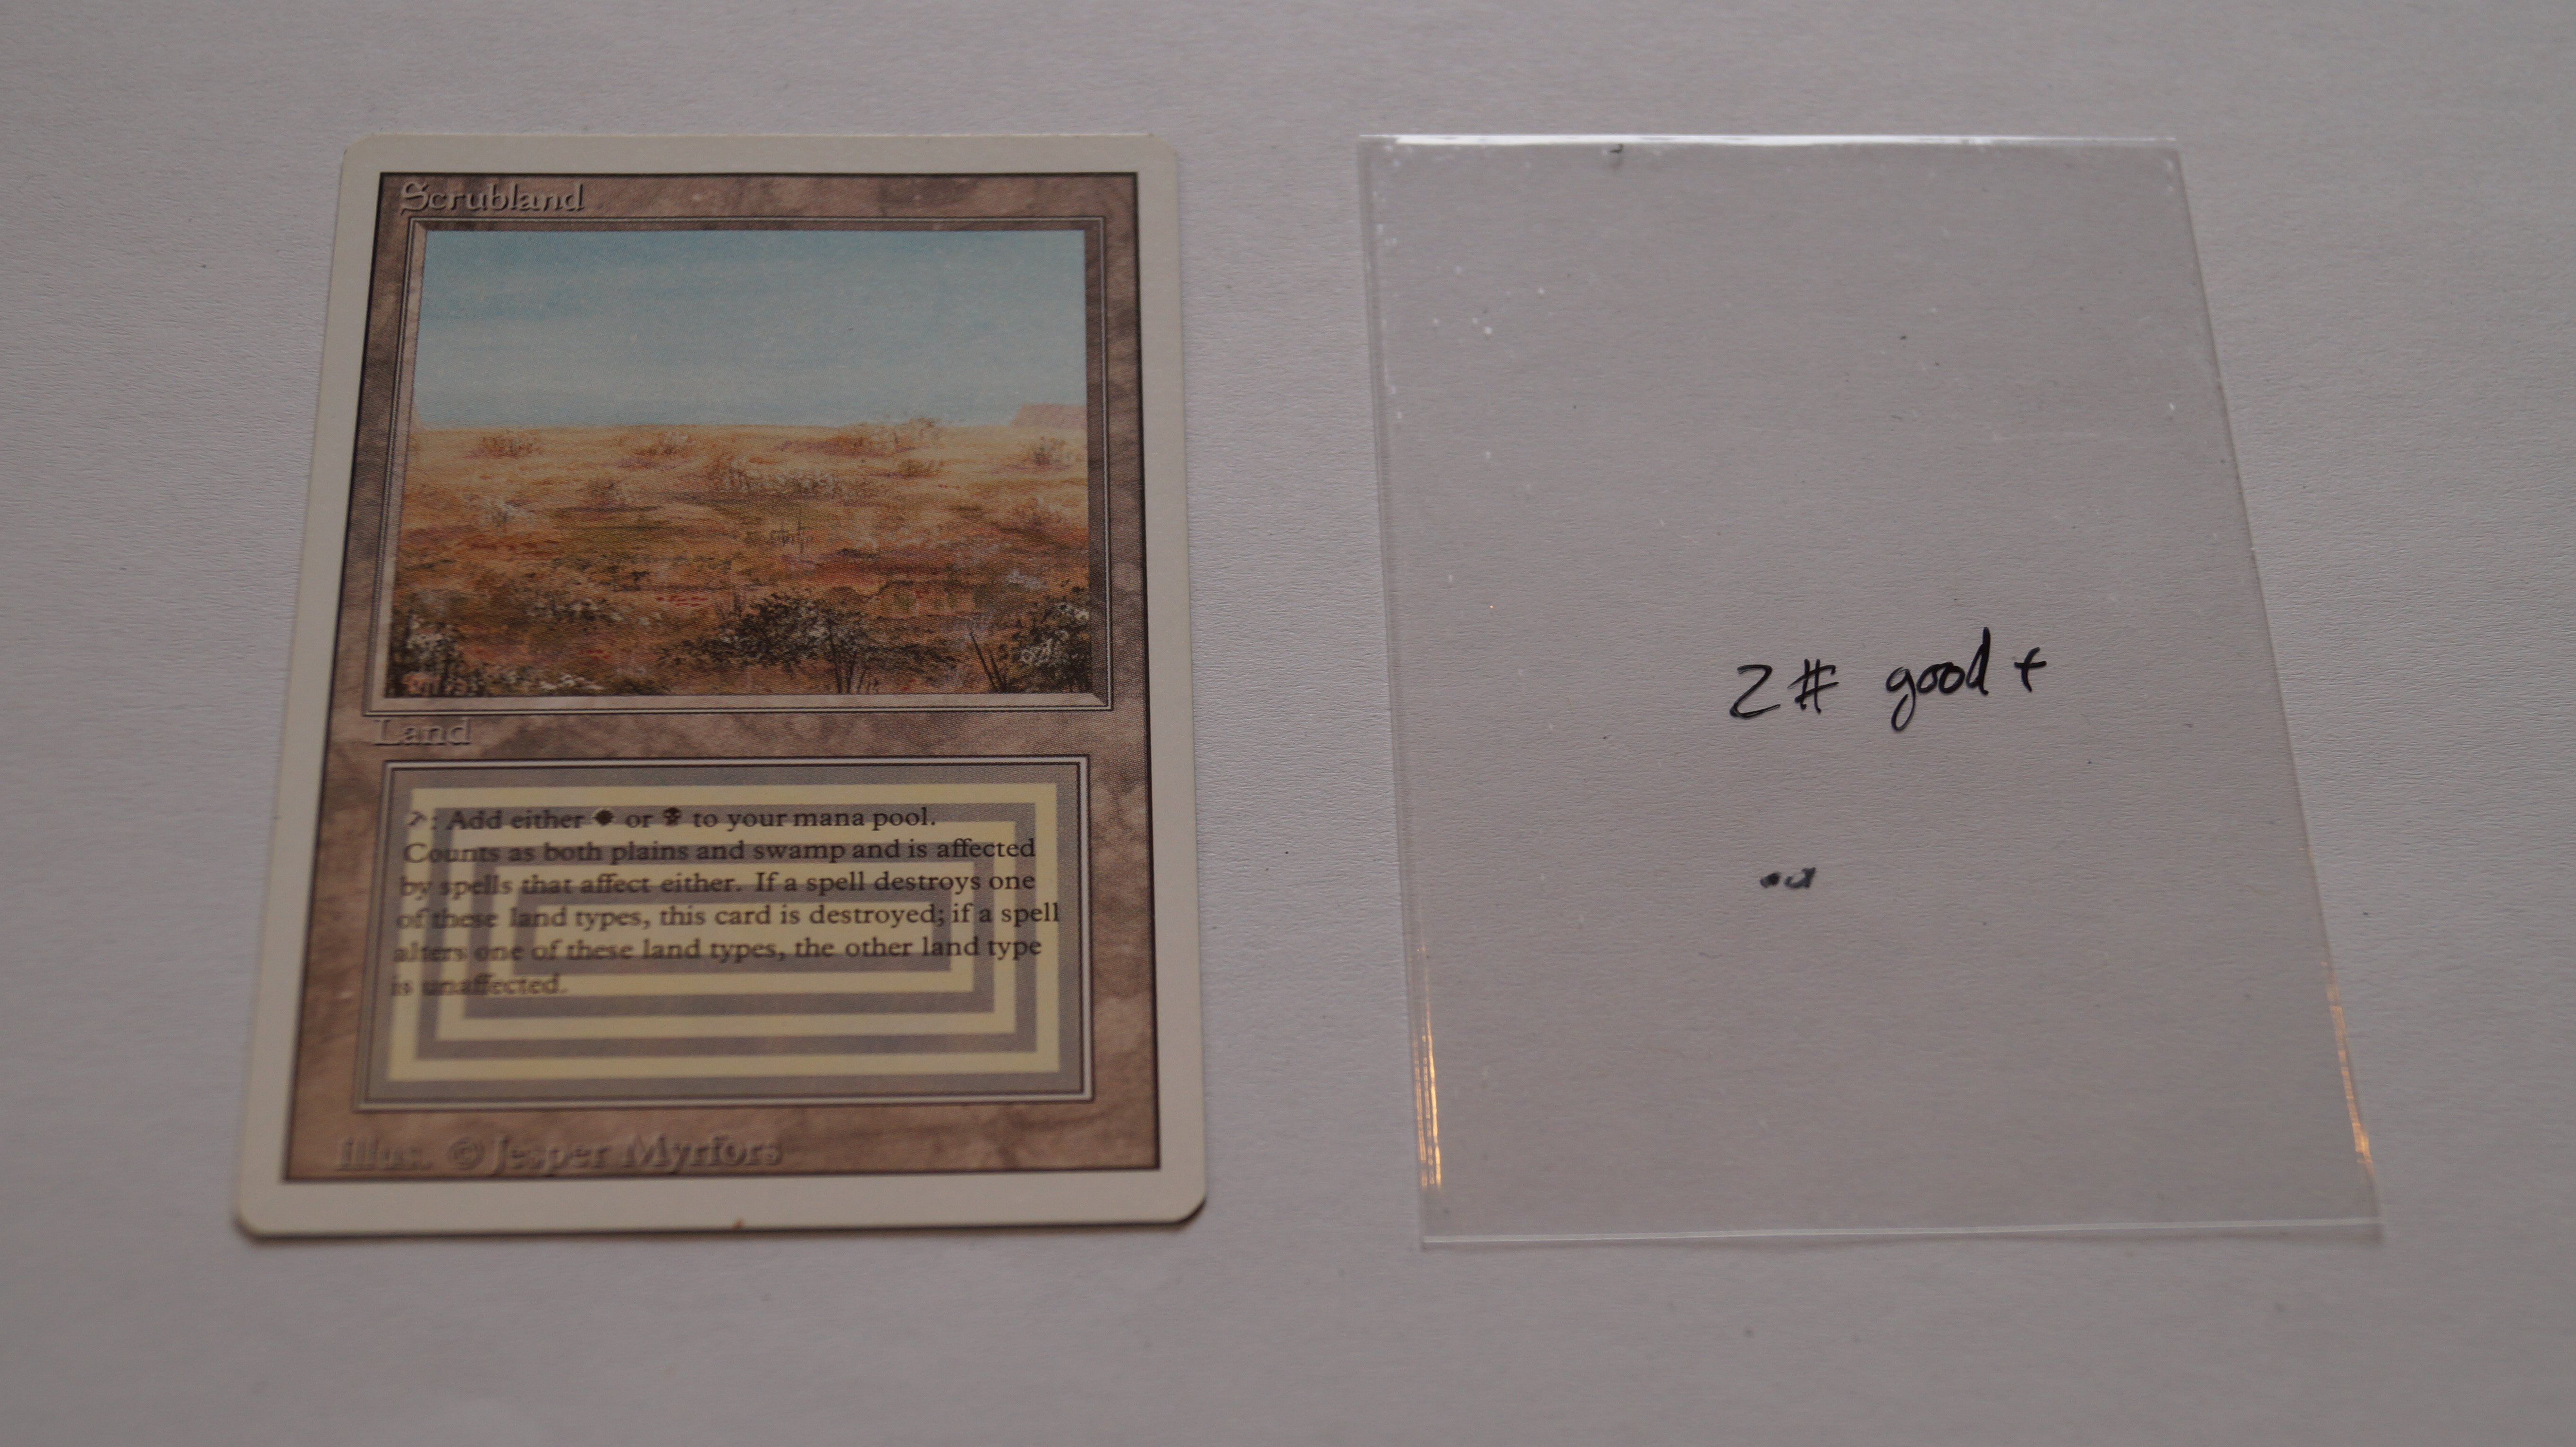 Scrubland
Land
: Add either or to your mana pool.
Counts as both plains and swamp and is affected
by spells that affect either. If a spell destroys one
of these land types, this card is destroyed; if a spell
alters one of these land types, the other land type
is unaffected.
Illus. © Jesper Myrfors
2# good +